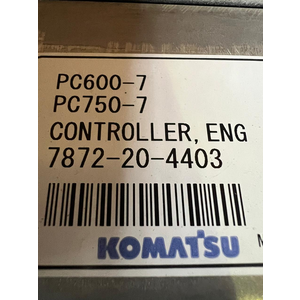 PC600-7
PC750-7
CONTROLLER, ENG
7872-20-4403
KOMATSU